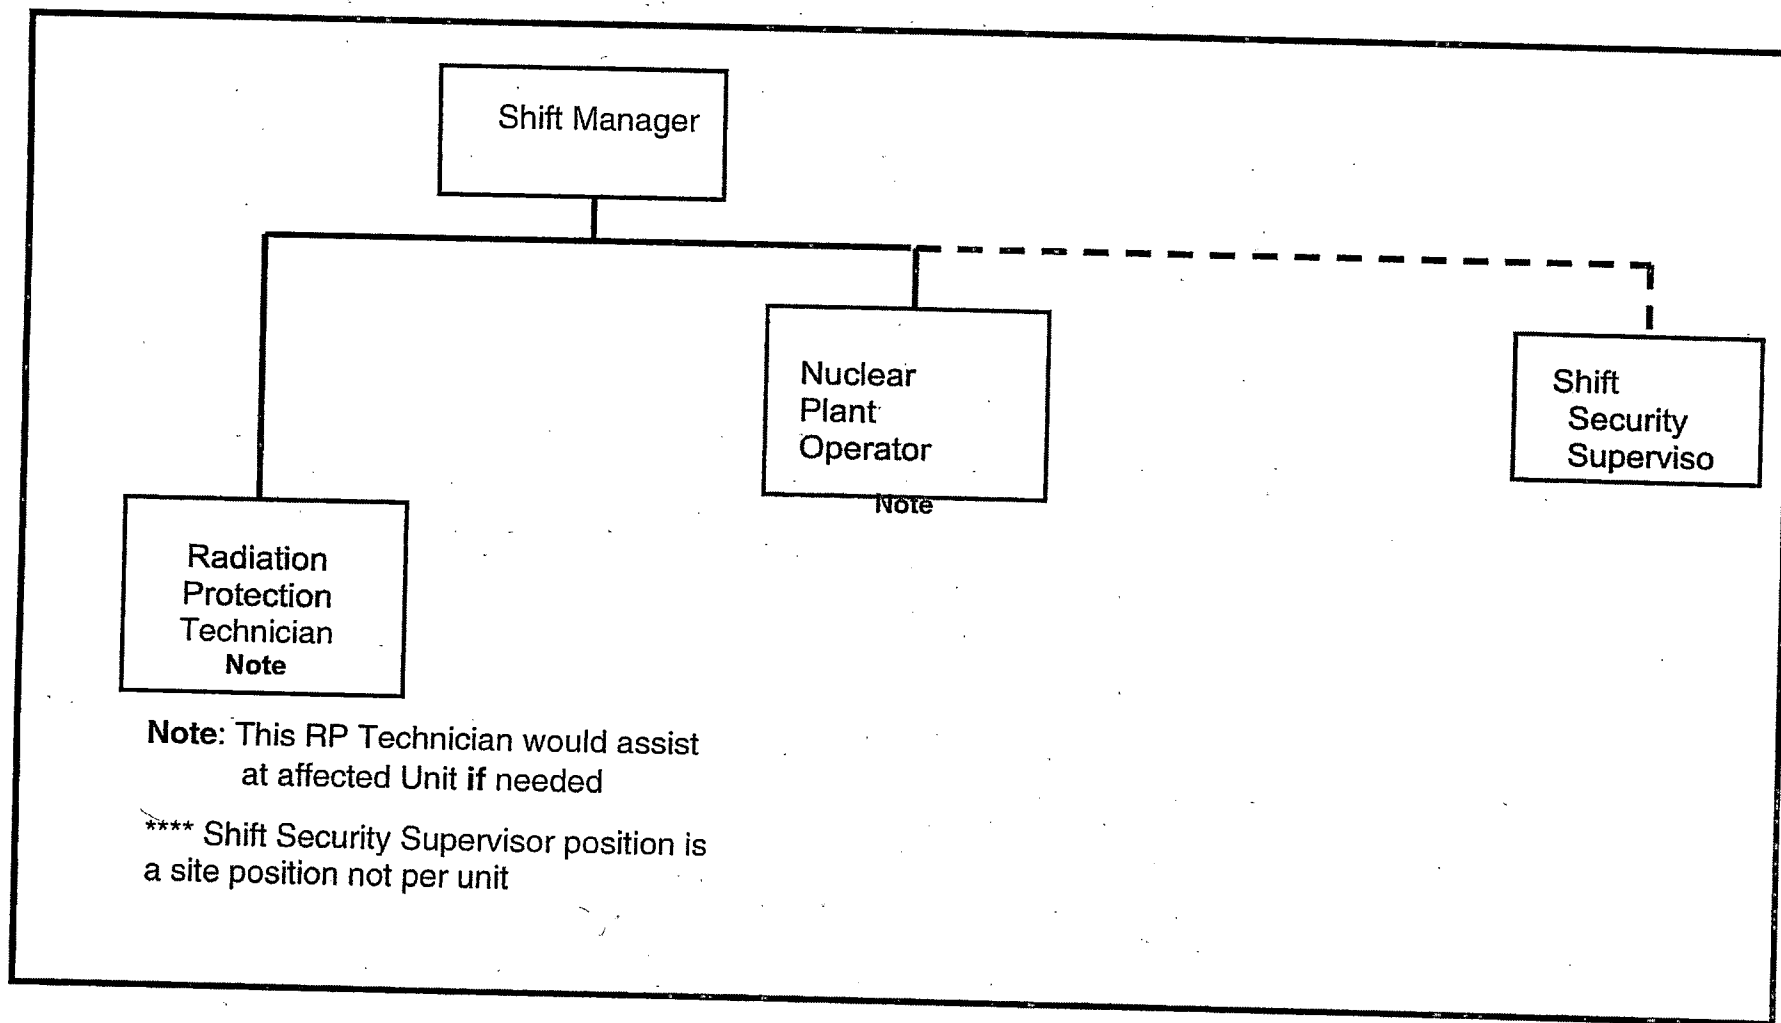 Shift Manager
Nuclear
Plant
Operator
Note
Shift
Security
Superviso
Radiation
Protection
Technician
Note
Note: This RP Technician would assist
at affected Unit if needed
**** Shift Security Supervisor position is
a site position not per unit